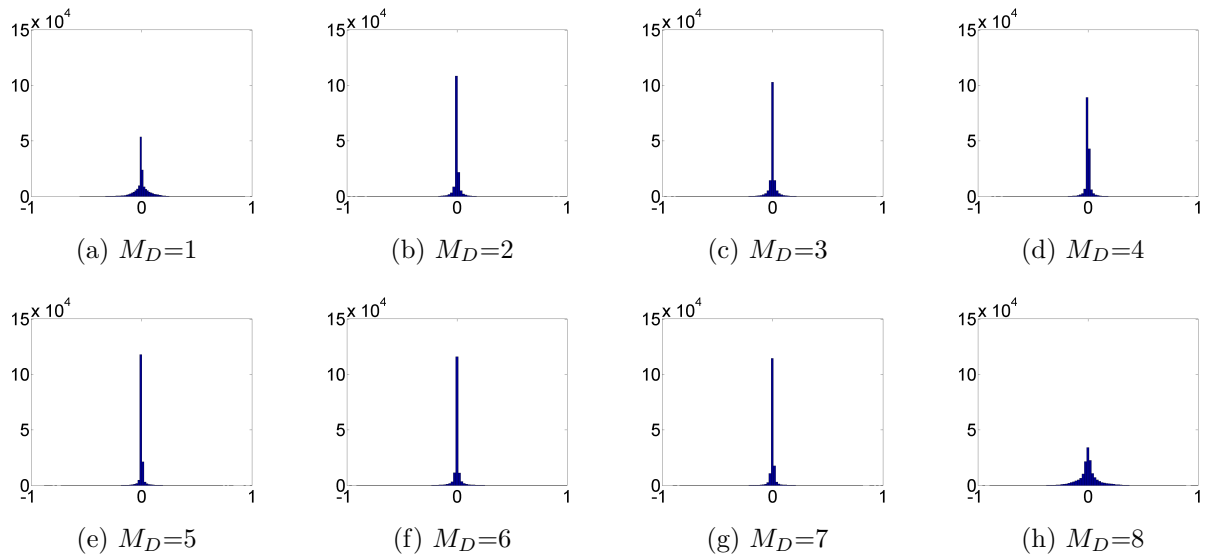 15 x 10^4
10
5
0
-1 0 1
(a) M_D=1
15 x 10^4
10
5
0
-1 0 1
(b) M_D=2
15 x 10^4
10
5
0
-1 0 1
(c) M_D=3
15 x 10^4
10
5
0
-1 0 1
(d) M_D=4
15 x 10^4
10
5
0
-1 0 1
(e) M_D=5
15 x 10^4
10
5
0
-1 0 1
(f) M_D=6
15 x 10^4
10
5
0
-1 0 1
(g) M_D=7
15 x 10^4
10
5
0
-1 0 1
(h) M_D=8